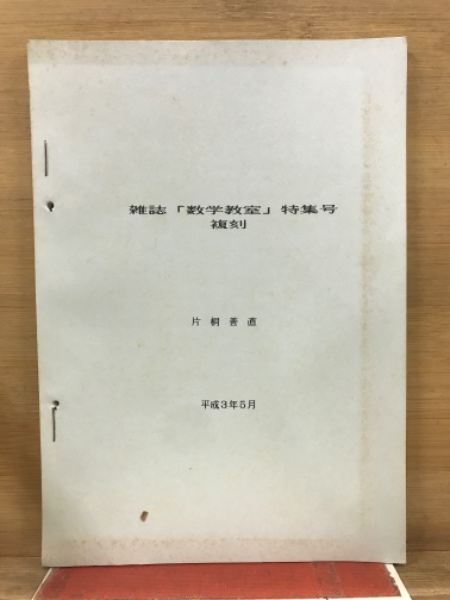 雑誌「数学教室」特集号
複刻
片桐善直
平成3年5月